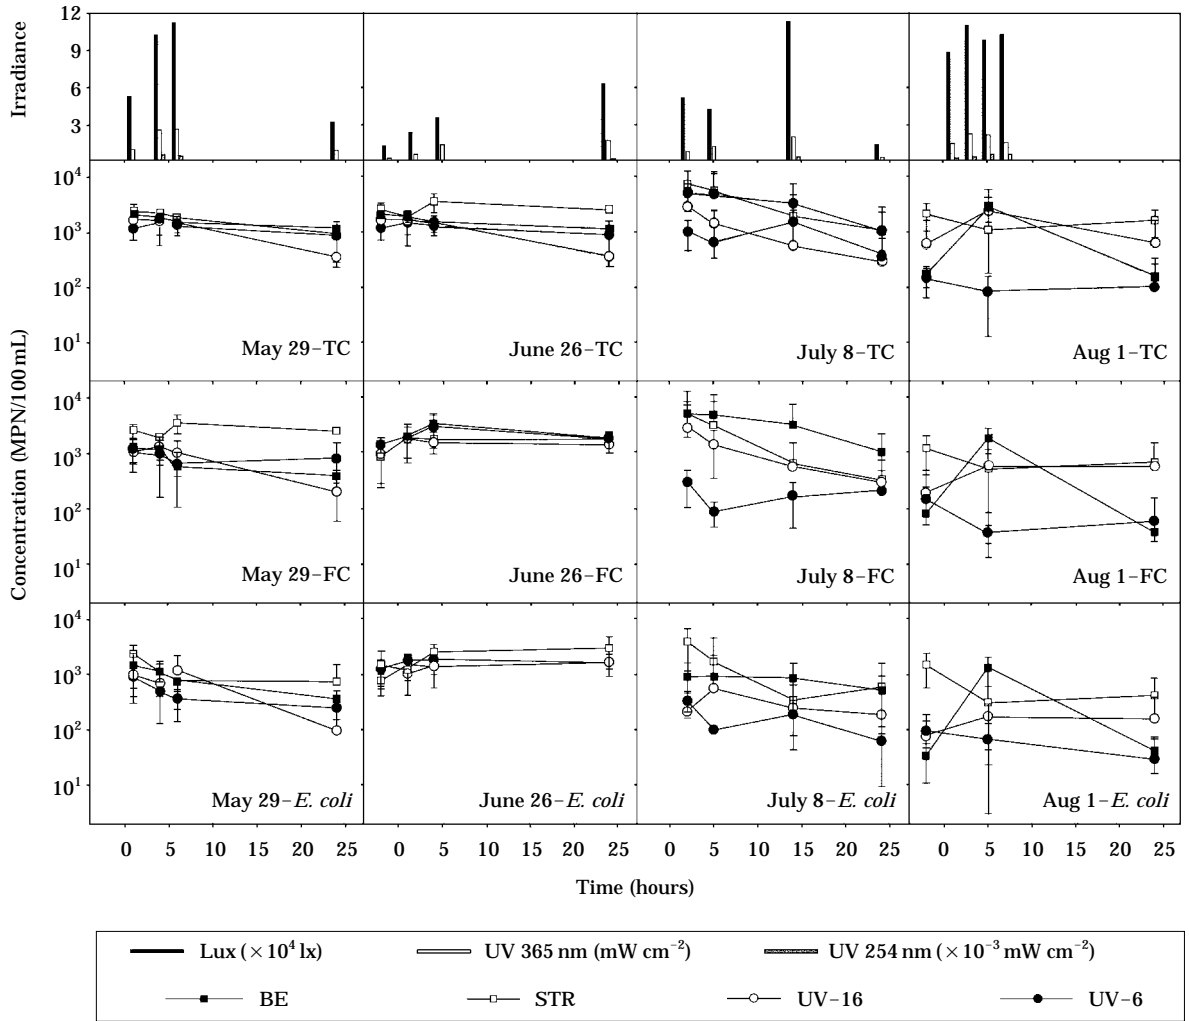 12
9
6
3
Irradiance
10⁴
10³
10²
10¹
May 29–TC
June 26–TC
July 8–TC
Aug 1–TC
10⁴
10³
10²
10¹
May 29–FC
June 26–FC
July 8–FC
Aug 1–FC
10⁴
10³
10²
10¹
May 29–E. coli
June 26–E. coli
July 8–E. coli
Aug 1–E. coli
Concentration (MPN/100 mL)
0 5 10 15 20 25
0 5 10 15 20 25
0 5 10 15 20 25
0 5 10 15 20 25
Time (hours)
Lux (×10⁴ lx) UV 365 nm (mW cm⁻²) UV 254 nm (×10⁻³ mW cm⁻²)
BE STR UV–16 UV–6